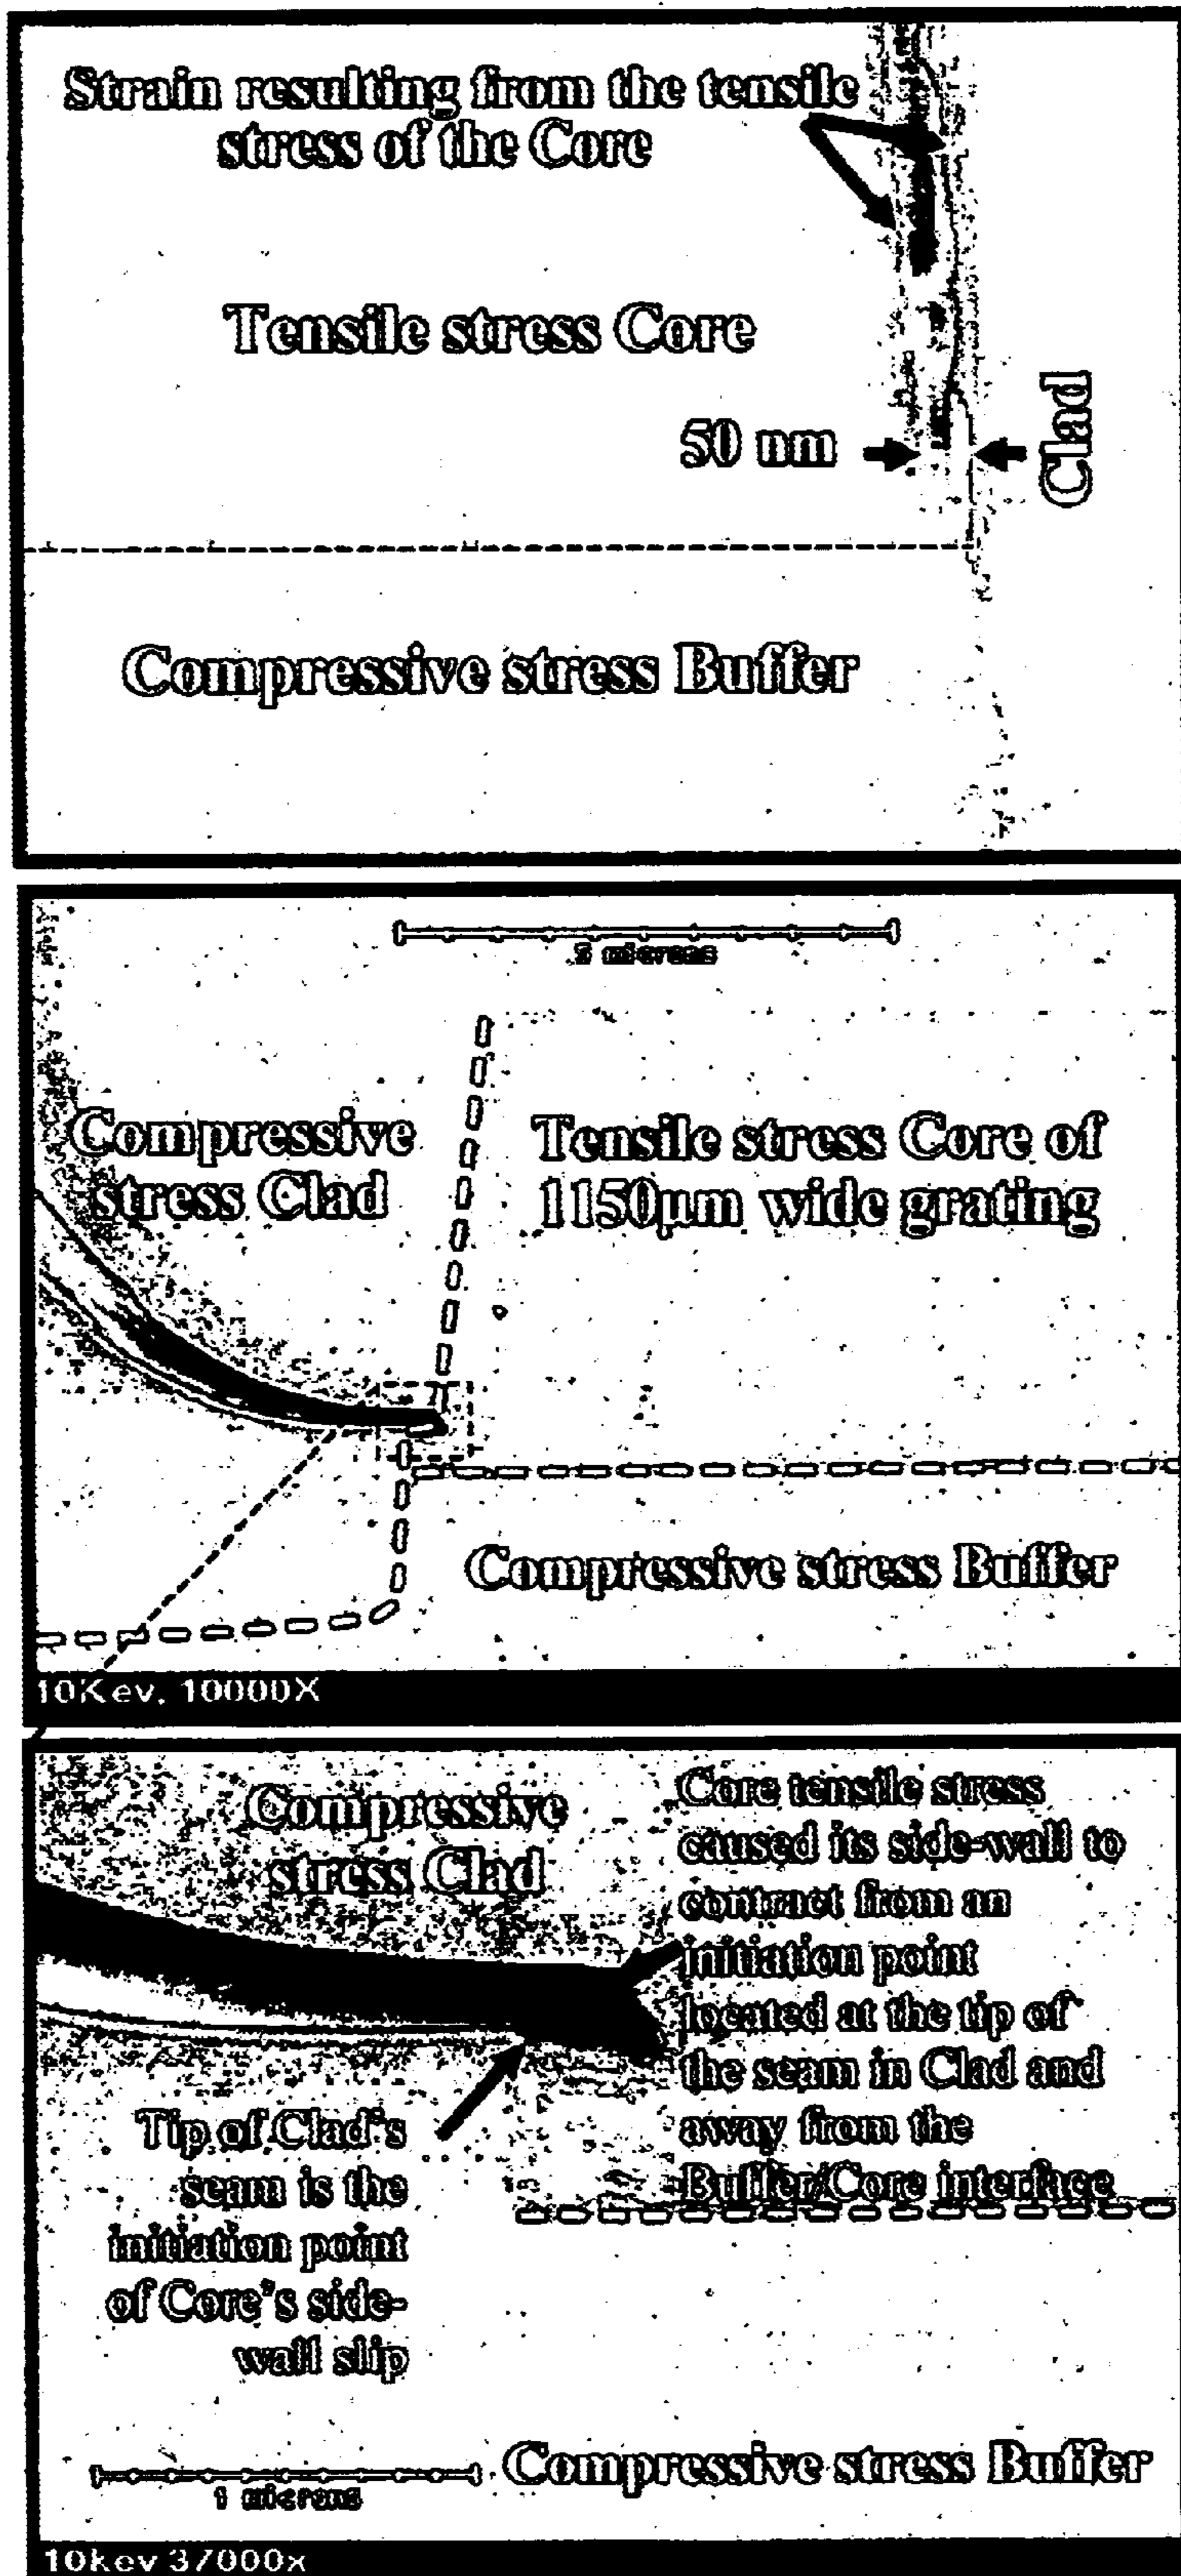 Strain resulting from the tensile
stress of the Core
Tensile stress Core
50 nm
Clad
Compressive stress Buffer
microns
Compressive
stress Clad
Tensile stress Core of
1150µm wide grating
Compressive stress Buffer
10Kev, 10000X
Compressive
stress Clad
Core tensile stress
caused its side-wall to
contract from an
initiation point
located at the tip of
the seam in Clad and
away from the
Buffer/Core interface
Tip of Clad's
seam is the
initiation point
of Core's side-
wall slip
1 microns
Compressive stress Buffer
10kev 37000x